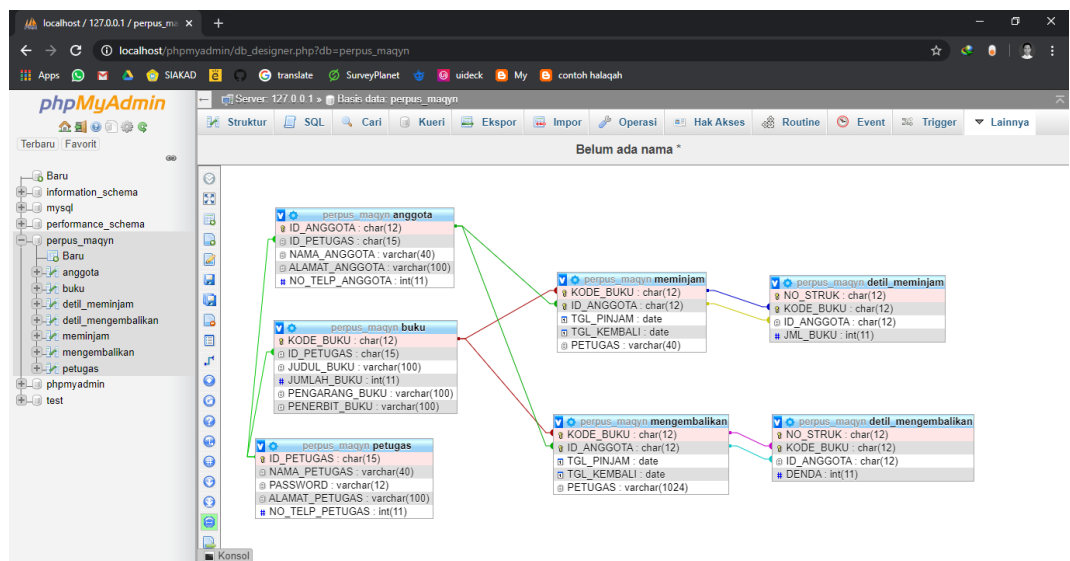 localhost / 127.0.0.1 / perpus_ma
localhost/phpmyadmin/db_designer.php?db=perpus_maqyn
Apps SIAKAD translate SurveyPlanet uideck My contoh halaqah
phpMyAdmin
Terbaru Favorit
Baru
information_schema
mysql
performance_schema
perpus_maqyn
Baru
anggota
buku
detil_meminjam
detil_mengembalikan
meminjam
mengembalikan
petugas
phpmyadmin
test
Server: 127.0.0.1 » Basis data: perpus_maqyn
Struktur SQL Cari Kueri Ekspor Impor Operasi Hak Akses Routine Event Trigger Lainnya
Belum ada nama *
perpus_maqyn anggota
ID_ANGGOTA : char(12)
ID_PETUGAS : char(15)
NAMA_ANGGOTA : varchar(40)
ALAMAT_ANGGOTA : varchar(100)
# NO_TELP_ANGGOTA : int(11)
perpus_maqyn buku
KODE_BUKU : char(12)
ID_PETUGAS : char(15)
JUDUL_BUKU : varchar(100)
# JUMLAH_BUKU : int(11)
PENGARANG_BUKU : varchar(100)
PENERBIT_BUKU : varchar(100)
perpus_maqyn petugas
ID_PETUGAS : char(15)
NAMA_PETUGAS : varchar(40)
PASSWORD : varchar(12)
ALAMAT_PETUGAS : varchar(100)
# NO_TELP_PETUGAS : int(11)
perpus_maqyn meminjam
KODE_BUKU : char(12)
ID_ANGGOTA : char(12)
TGL_PINJAM : date
TGL_KEMBALI : date
PETUGAS : varchar(40)
perpus_maqyn mengembalikan
KODE_BUKU : char(12)
ID_ANGGOTA : char(12)
TGL_PINJAM : date
TGL_KEMBALI : date
PETUGAS : varchar(1024)
perpus_maqyn detil_meminjam
NO_STRUK : char(12)
KODE_BUKU : char(12)
ID_ANGGOTA : char(12)
# JML_BUKU : int(11)
perpus_maqyn detil_mengembalikan
NO_STRUK : char(12)
KODE_BUKU : char(12)
ID_ANGGOTA : char(12)
# DENDA : int(11)
Konsol